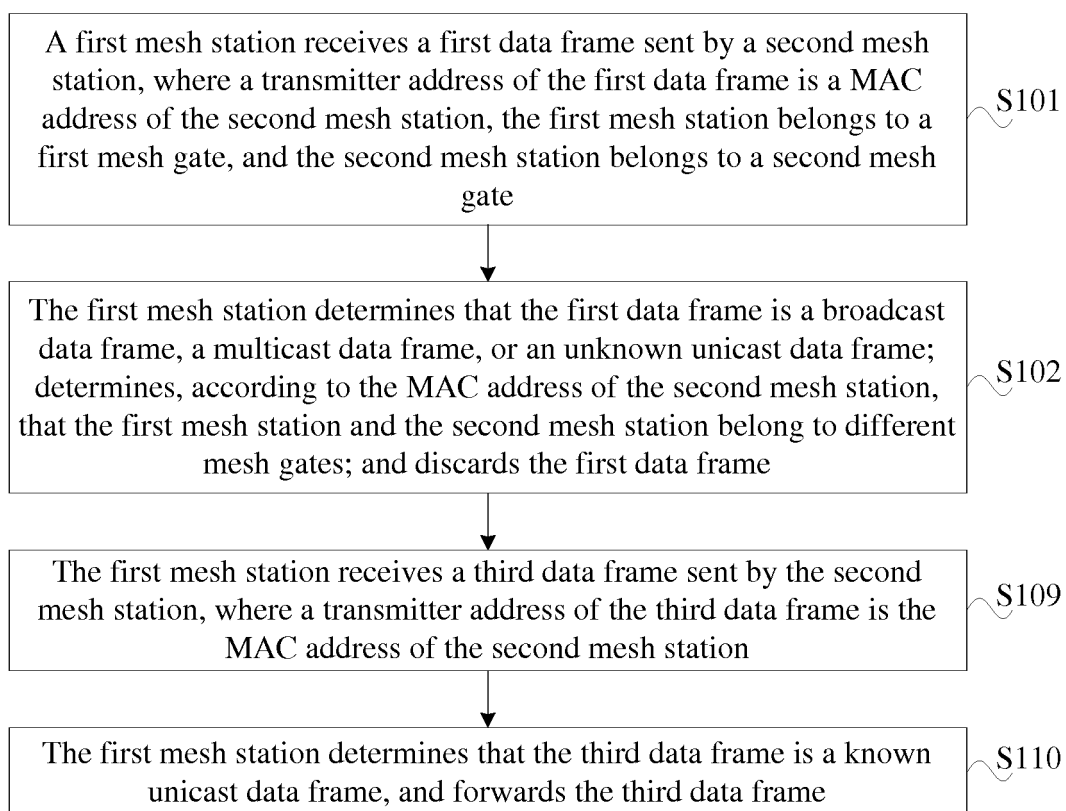 A first mesh station receives a first data frame sent by a second mesh
station, where a transmitter address of the first data frame is a MAC
address of the second mesh station, the first mesh station belongs to a
first mesh gate, and the second mesh station belongs to a second mesh
gate
S101
The first mesh station determines that the first data frame is a broadcast
data frame, a multicast data frame, or an unknown unicast data frame;
determines, according to the MAC address of the second mesh station,
that the first mesh station and the second mesh station belong to different
mesh gates; and discards the first data frame
S102
The first mesh station receives a third data frame sent by the second
mesh station, where a transmitter address of the third data frame is the
MAC address of the second mesh station
S109
The first mesh station determines that the third data frame is a known
unicast data frame, and forwards the third data frame
S110